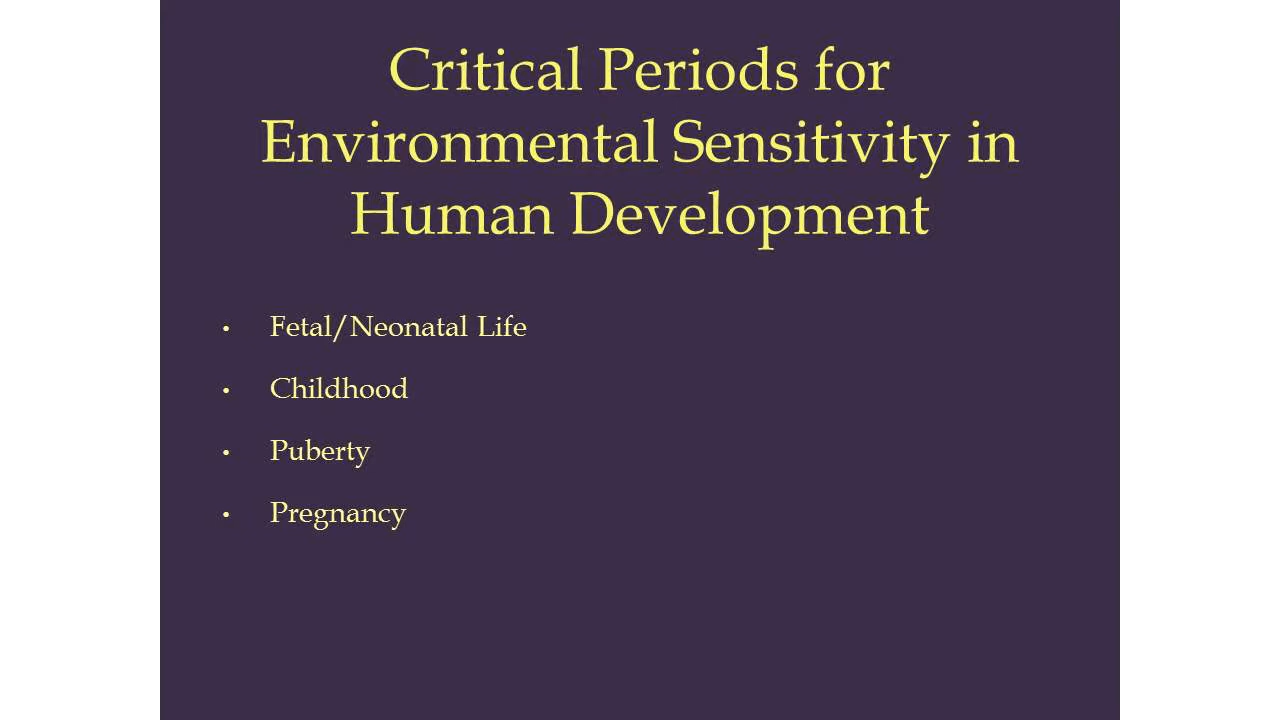 Critical Periods for
Environmental Sensitivity in
Human Development
• Fetal/Neonatal Life
• Childhood
• Puberty
• Pregnancy